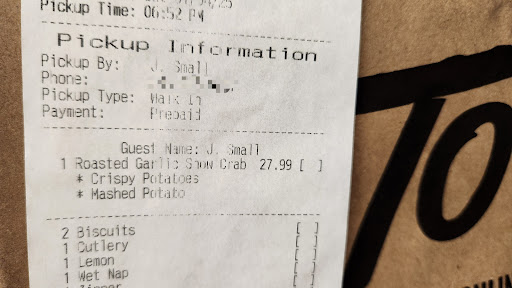 Pickup Time: 06:52 PM
Pickup Information
Pickup By: J. Small
Phone:
Pickup Type: Walk In
Payment: Prepaid
Guest Name: J. Small
1 Roasted Garlic Snow Crab 27.99 [ ]
* Crispy Potatoes
* Mashed Potato
2 Biscuits [ ]
1 Cutlery [ ]
1 Lemon [ ]
1 Wet Nap [ ]
TO